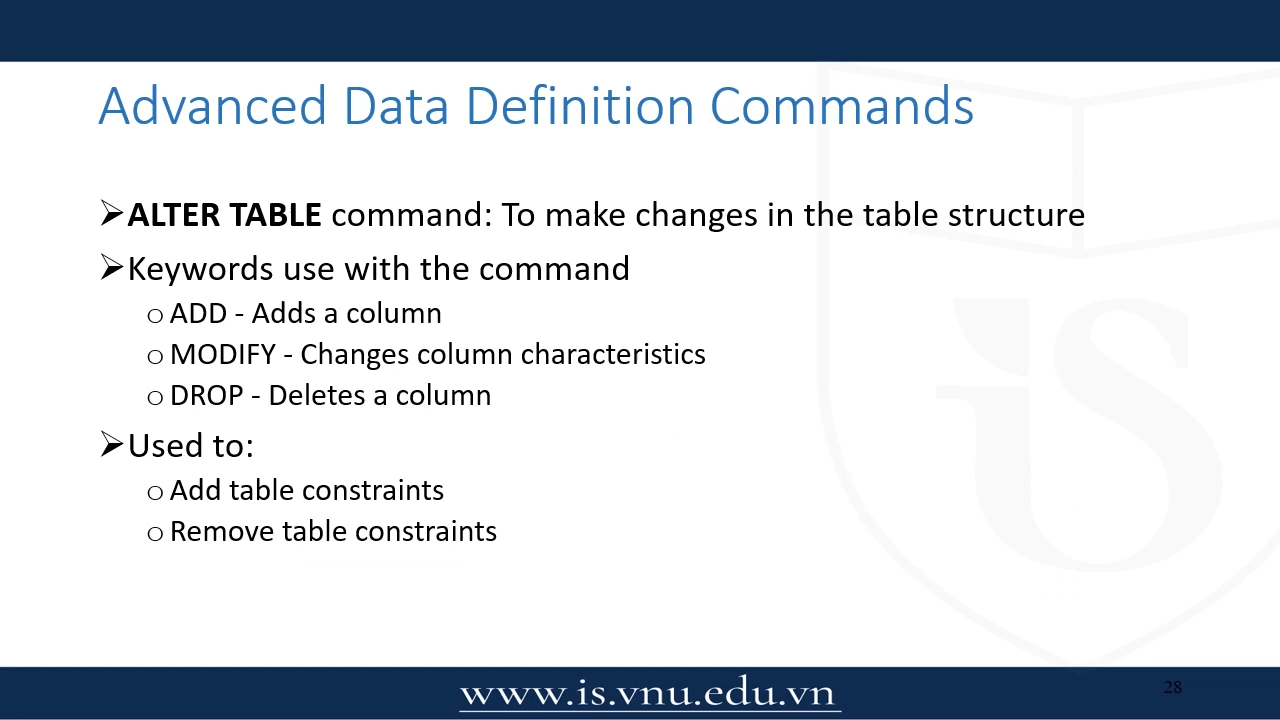 Advanced Data Definition Commands
➢ALTER TABLE command: To make changes in the table structure
➢Keywords use with the command
o ADD - Adds a column
o MODIFY - Changes column characteristics
o DROP - Deletes a column
➢Used to:
o Add table constraints
o Remove table constraints
iS
www.is.vnu.edu.vn
28